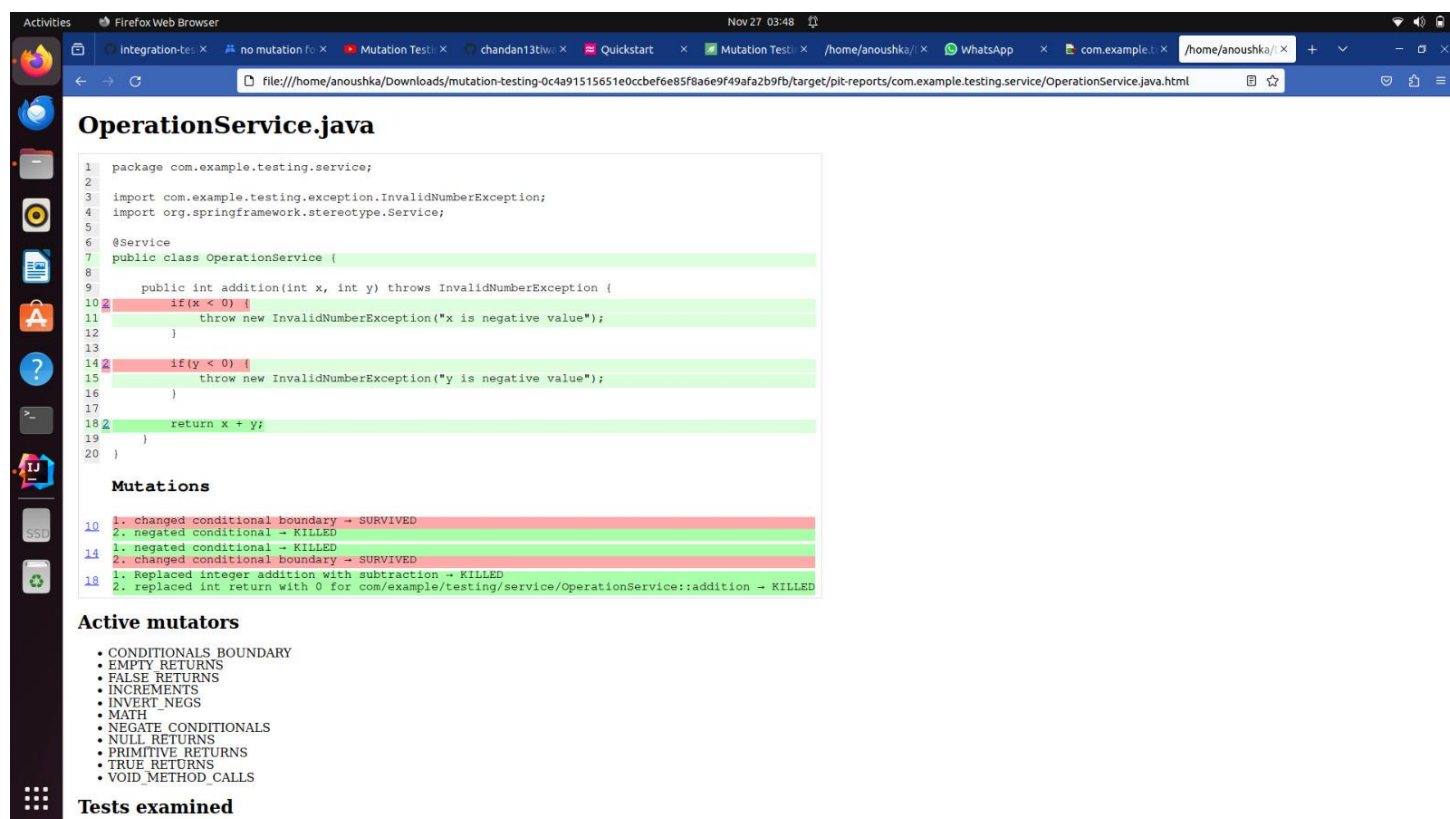 Activities Firefox Web Browser Nov 27 03:48
integration-tes no mutation fo Mutation Testin chandan13tiwa Quickstart Mutation Testin /home/anoushka/ WhatsApp com.example.t /home/anoushka/
file:///home/anoushka/Downloads/mutation-testing-0c4a91515651e0ccbef6e85f8a6e9f49afa2b9fb/target/pit-reports/com.example.testing.service/OperationService.java.html
OperationService.java
1 package com.example.testing.service;
2
3 import com.example.testing.exception.InvalidNumberException;
4 import org.springframework.stereotype.Service;
5
6 @Service
7 public class OperationService {
8
9 public int addition(int x, int y) throws InvalidNumberException {
10 2 if(x < 0) {
11 throw new InvalidNumberException("x is negative value");
12 }
13
14 2 if(y < 0) {
15 throw new InvalidNumberException("y is negative value");
16 }
17
18 2 return x + y;
19 }
20 }
Mutations
10 1. changed conditional boundary → SURVIVED
2. negated conditional → KILLED
14 1. negated conditional → KILLED
2. changed conditional boundary → SURVIVED
18 1. Replaced integer addition with subtraction → KILLED
2. replaced int return with 0 for com/example/testing/service/OperationService::addition → KILLED
Active mutators
• CONDITIONALS_BOUNDARY
• EMPTY_RETURNS
• FALSE_RETURNS
• INCREMENTS
• INVERT_NEGS
• MATH
• NEGATE_CONDITIONALS
• NULL_RETURNS
• PRIMITIVE_RETURNS
• TRUE_RETURNS
• VOID_METHOD_CALLS
Tests examined
SSD
IJ